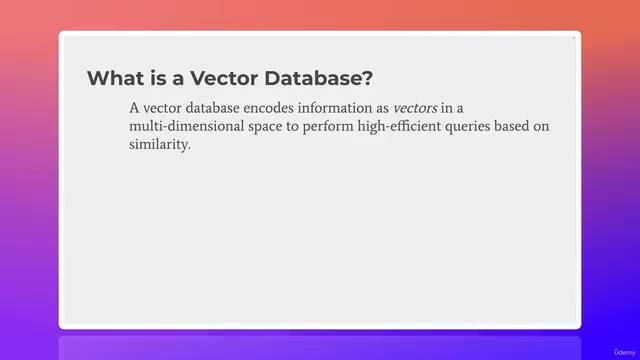 What is a Vector Database?
A vector database encodes information as vectors in a
multi-dimensional space to perform high-efficient queries based on
similarity.
ûdemy